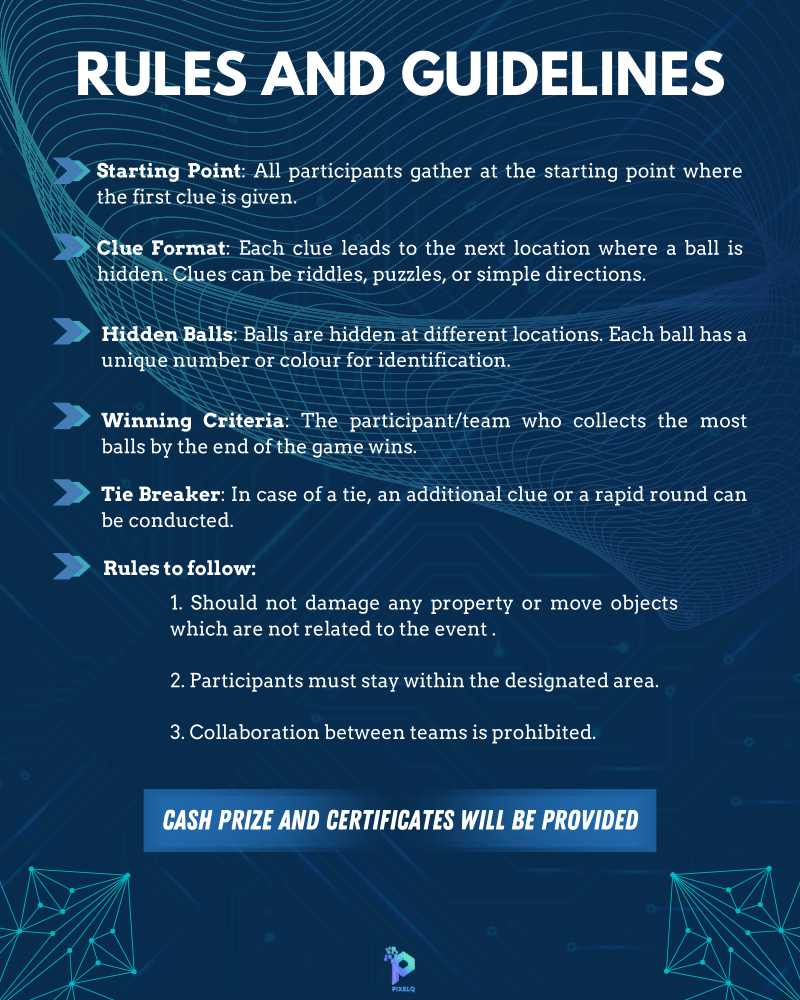 RULES AND GUIDELINES
Starting Point: All participants gather at the starting point where
the first clue is given.
Clue Format: Each clue leads to the next location where a ball is
hidden. Clues can be riddles, puzzles, or simple directions.
Hidden Balls: Balls are hidden at different locations. Each ball has a
unique number or colour for identification.
Winning Criteria: The participant/team who collects the most
balls by the end of the game wins.
Tie Breaker: In case of a tie, an additional clue or a rapid round can
be conducted.
Rules to follow:
1. Should not damage any property or move objects
which are not related to the event .
2. Participants must stay within the designated area.
3. Collaboration between teams is prohibited.
CASH PRIZE AND CERTIFICATES WILL BE PROVIDED
PIXELQ